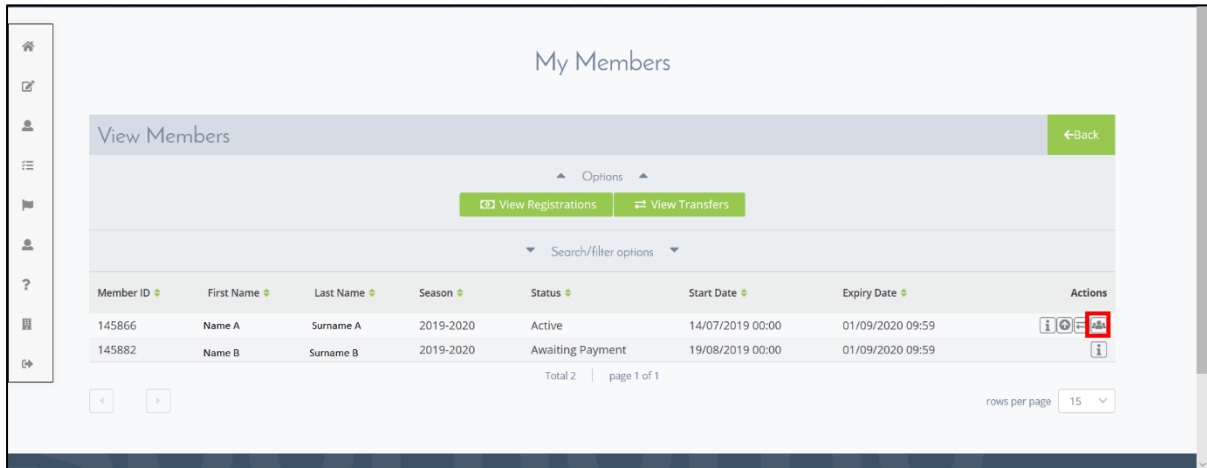 My Members
View Members
Back
Options
View Registrations View Transfers
Search/filter options
Member ID First Name Last Name Season Status Start Date Expiry Date Actions
145866 Name A Surname A 2019-2020 Active 14/07/2019 00:00 01/09/2020 09:59
145882 Name B Surname B 2019-2020 Awaiting Payment 19/08/2019 00:00 01/09/2020 09:59
Total 2 page 1 of 1
rows per page 15